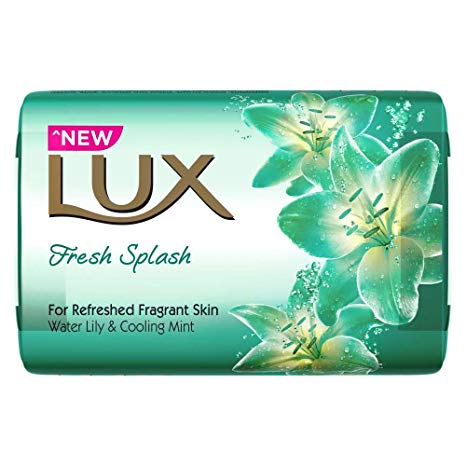 ^NEW
LUX
Fresh Splash
For Refreshed Fragrant Skin
Water Lily & Cooling Mint